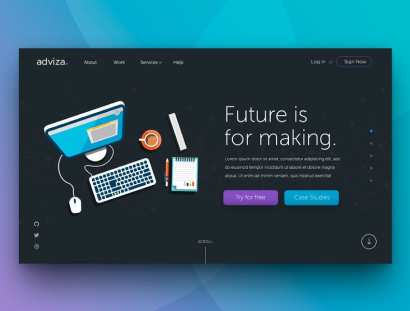 adviza.
About
Work
Services
Help
Log in
or
Sign Now
Future is
for making.
Lorem ipsum dolor sit amet, consectetur adipiscing elit, sed
do eiusmod tempor incididunt ut labore et dolore magna
aliqua. Ut enim ad minim veniam, quis nostrud exercitat
Try for free
Case Studies
SCROLL